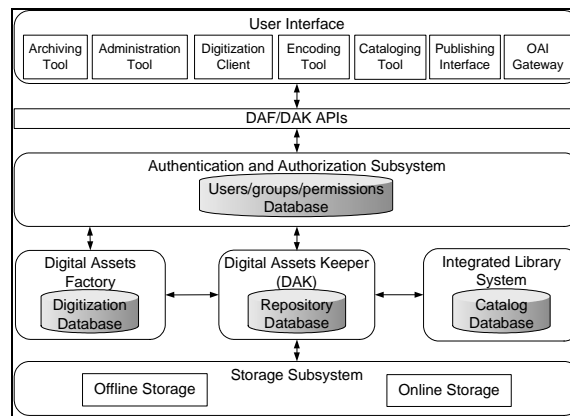 User Interface
Archiving Tool
Administration Tool
Digitization Client
Encoding Tool
Cataloging Tool
Publishing Interface
OAI Gateway
DAF/DAK APIs
Authentication and Authorization Subsystem
Users/groups/permissions
Database
Digital Assets
Factory
Digitization
Database
Digital Assets Keeper
(DAK)
Repository
Database
Integrated Library
System
Catalog
Database
Storage Subsystem
Offline Storage
Online Storage